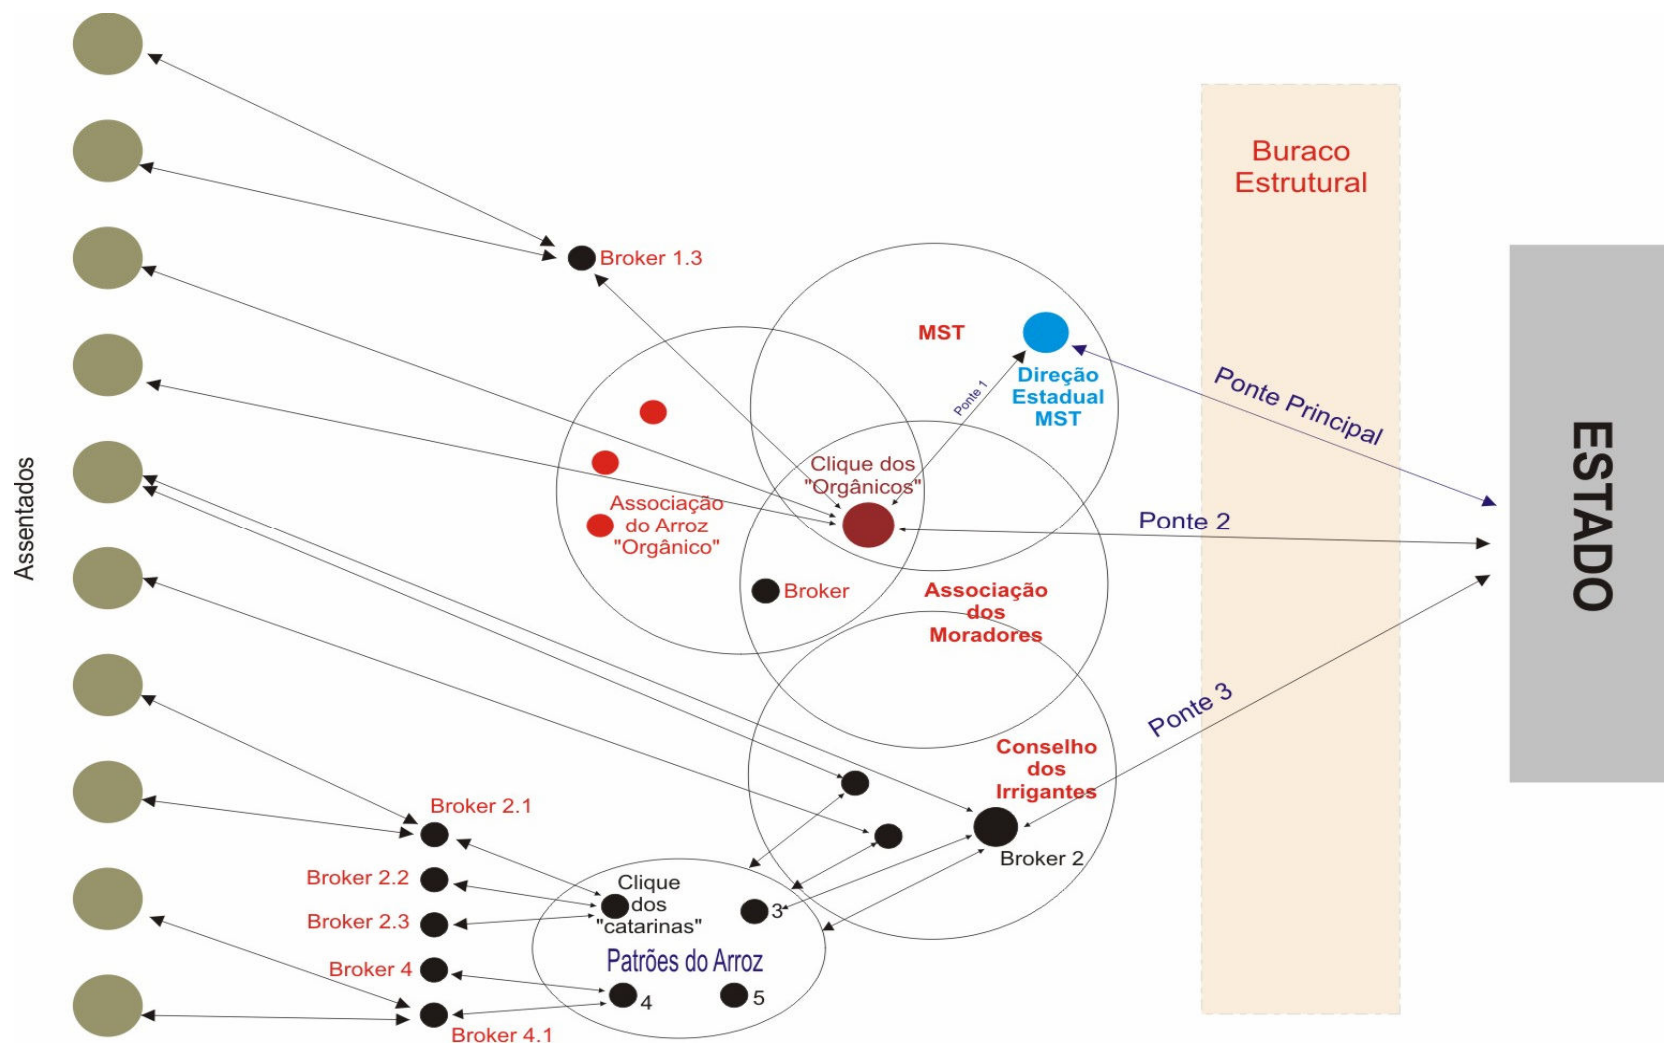 Buraco
Estrutural
Broker 1.3
MST
Direção
Estadual
MST
Ponte 1
Ponte Principal
ESTADO
Assentados
Clique dos
"Orgânicos"
Associação
do Arroz
"Orgânico"
Ponte 2
Broker
Associação
dos
Moradores
Ponte 3
Conselho
dos
Irrigantes
Broker 2
Broker 2.1
Broker 2.2
Broker 2.3
Broker 4
Broker 4.1
Clique
dos
"catarinas"
3
Patrões do Arroz
4
5